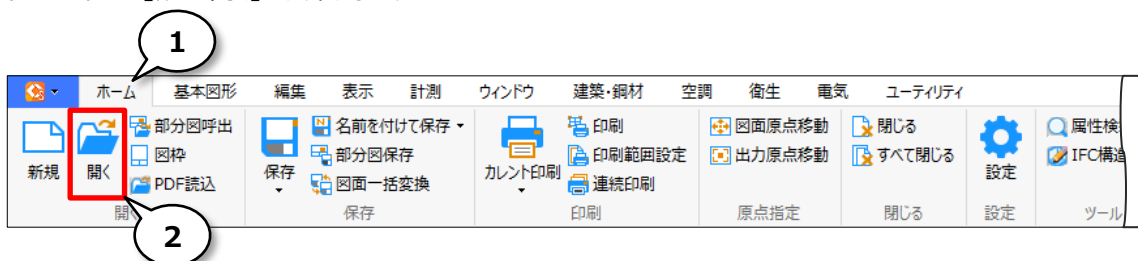 1
ホーム 基本図形 編集 表示 計測 ウィンドウ 建築・鋼材 空調 衛生 電気 ユーティリティ
新規
開く
部分図呼出
図枠
PDF読込
開く
保存
名前を付けて保存
部分図保存
図面一括変換
保存
カレント印刷
印刷
印刷範囲設定
連続印刷
印刷
図面原点移動
出力原点移動
原点指定
閉じる
すべて閉じる
閉じる
設定
設定
属性検
IFC構造
ツール
2